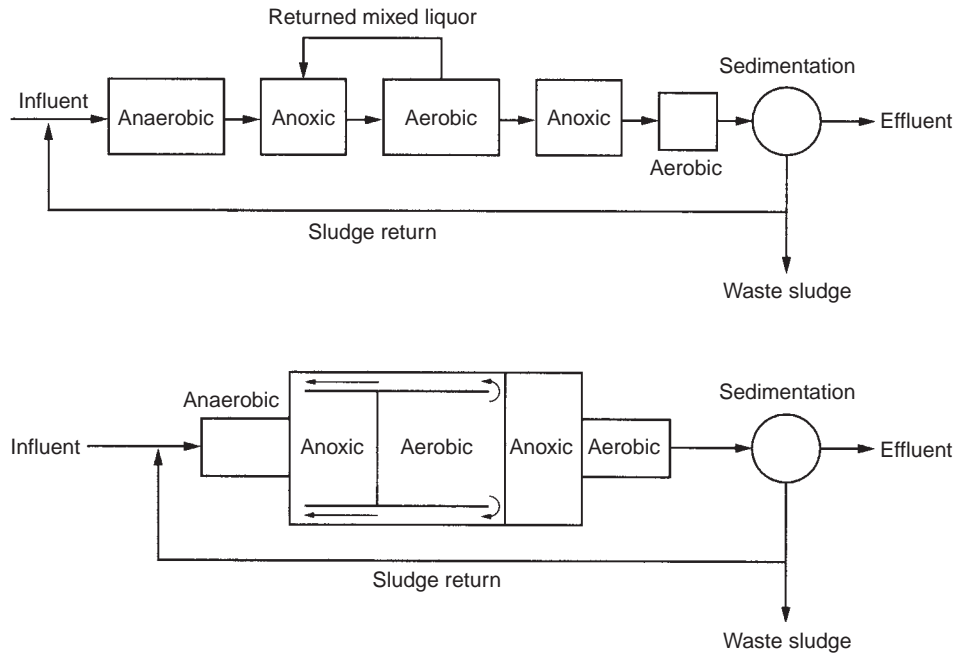 Returned mixed liquor
Sedimentation
Influent
Anaerobic
Anoxic
Aerobic
Anoxic
Effluent
Aerobic
Sludge return
Waste sludge
Sedimentation
Anaerobic
Influent
Anoxic
Aerobic
Anoxic
Aerobic
Effluent
Sludge return
Waste sludge